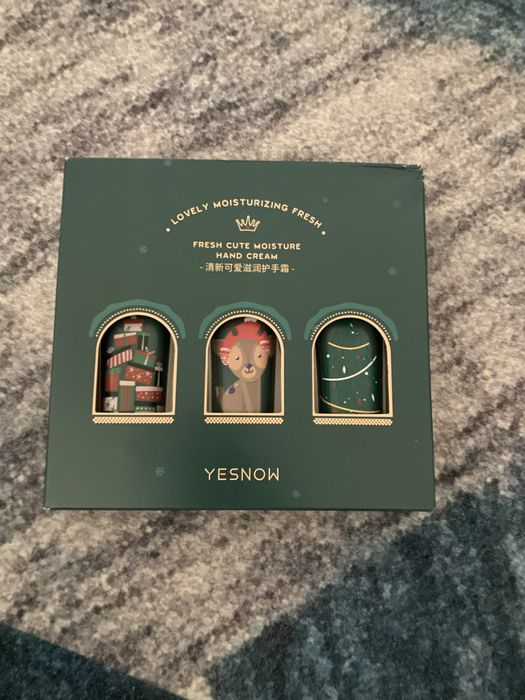 LOVELY MOISTURIZING FRESH
FRESH CUTE MOISTURE
HAND CREAM
-清新可爱滋润护手霜-
YESNOW